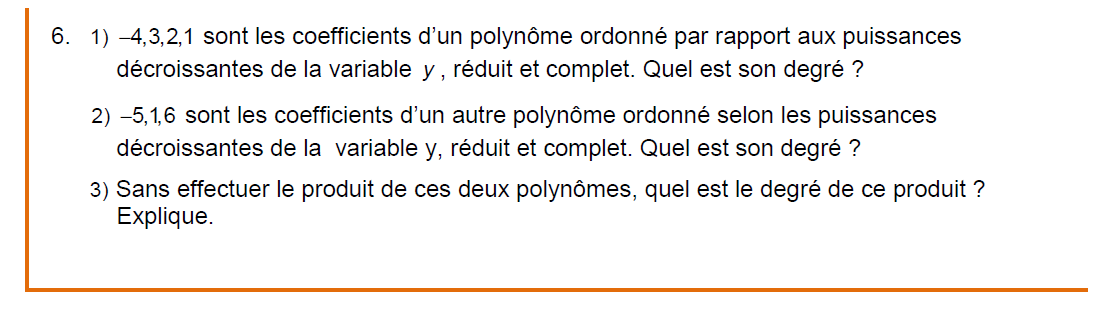 6. 1) –4,3,2,1 sont les coefficients d'un polynôme ordonné par rapport aux puissances
décroissantes de la variable y , réduit et complet. Quel est son degré ?
2) –5,1,6 sont les coefficients d'un autre polynôme ordonné selon les puissances
décroissantes de la variable y, réduit et complet. Quel est son degré ?
3) Sans effectuer le produit de ces deux polynômes, quel est le degré de ce produit ?
Explique.